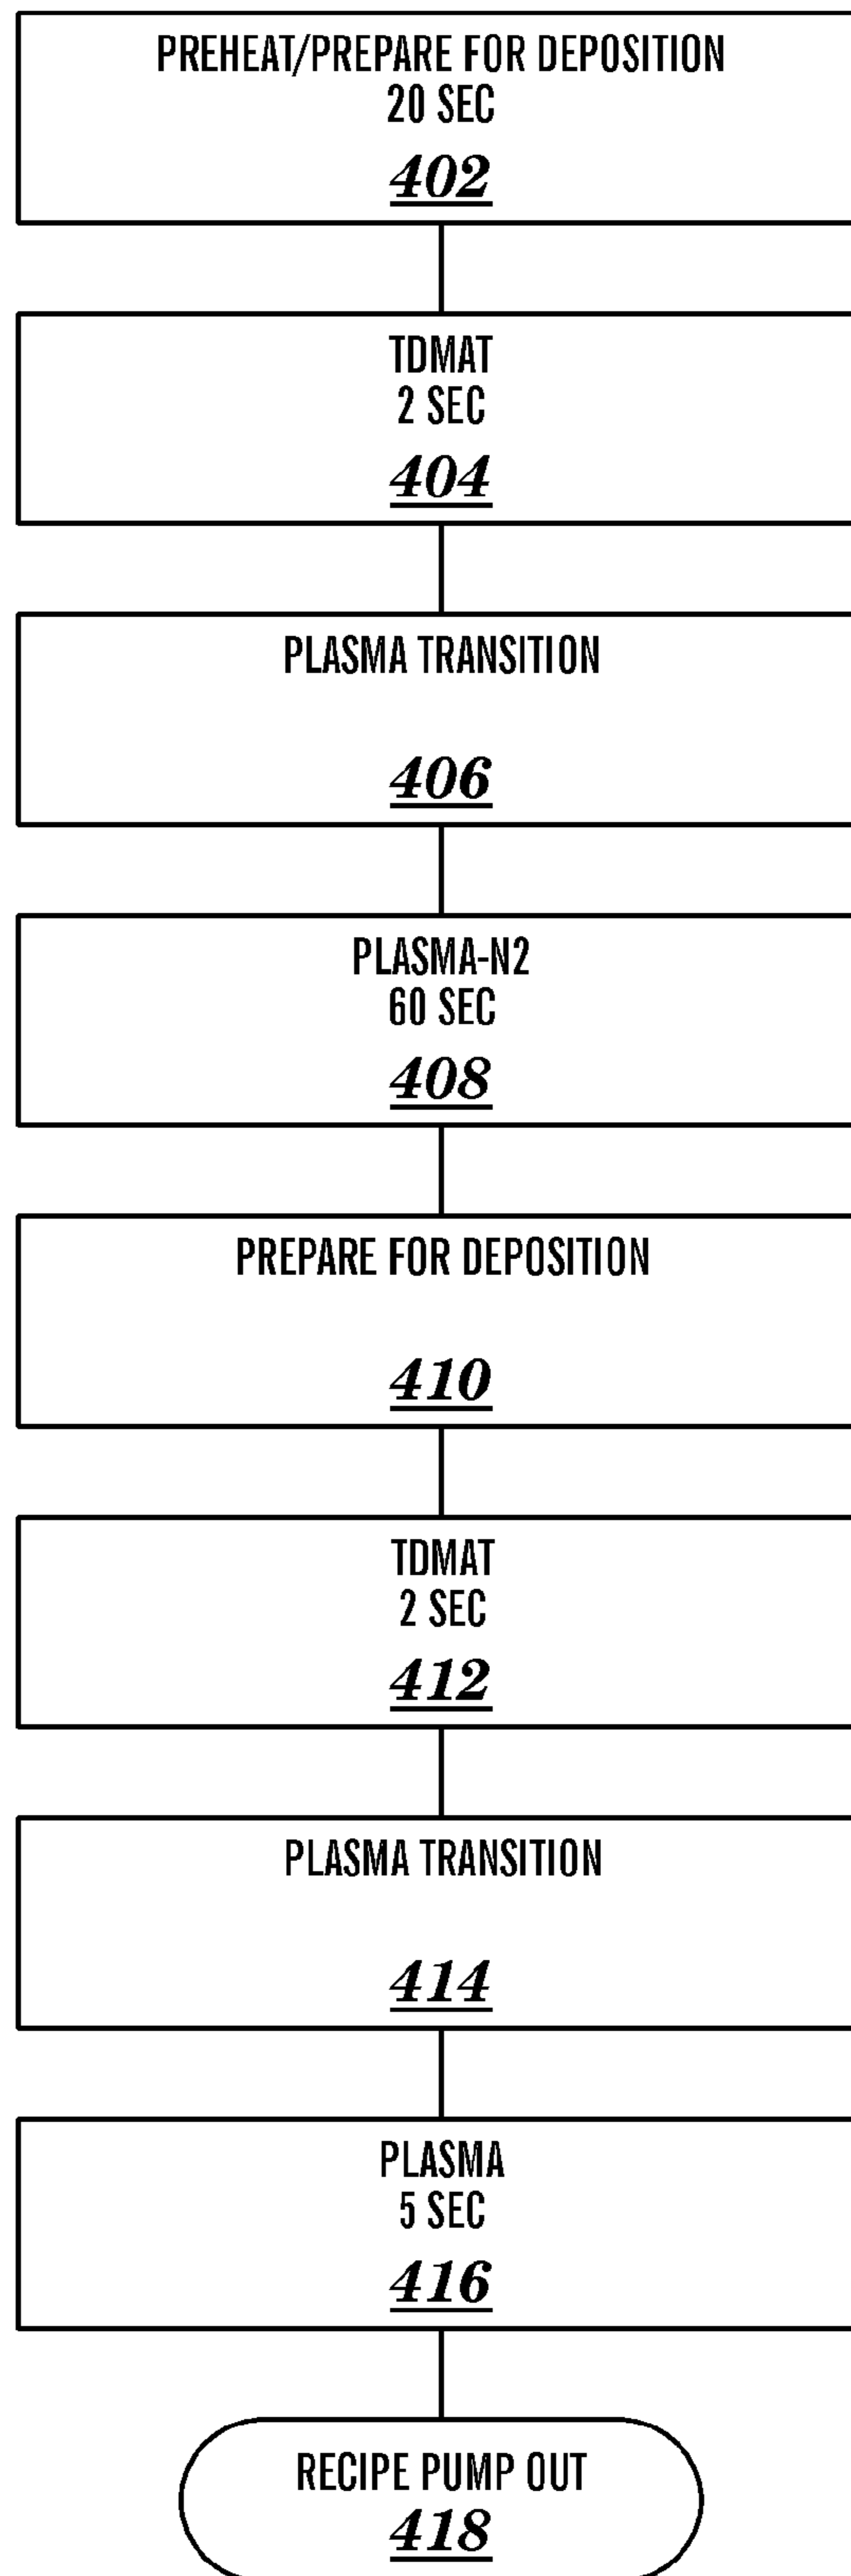 PREHEAT/PREPARE FOR DEPOSITION
20 SEC
402
TDMAT
2 SEC
404
PLASMA TRANSITION
406
PLASMA-N2
60 SEC
408
PREPARE FOR DEPOSITION
410
TDMAT
2 SEC
412
PLASMA TRANSITION
414
PLASMA
5 SEC
416
RECIPE PUMP OUT
418